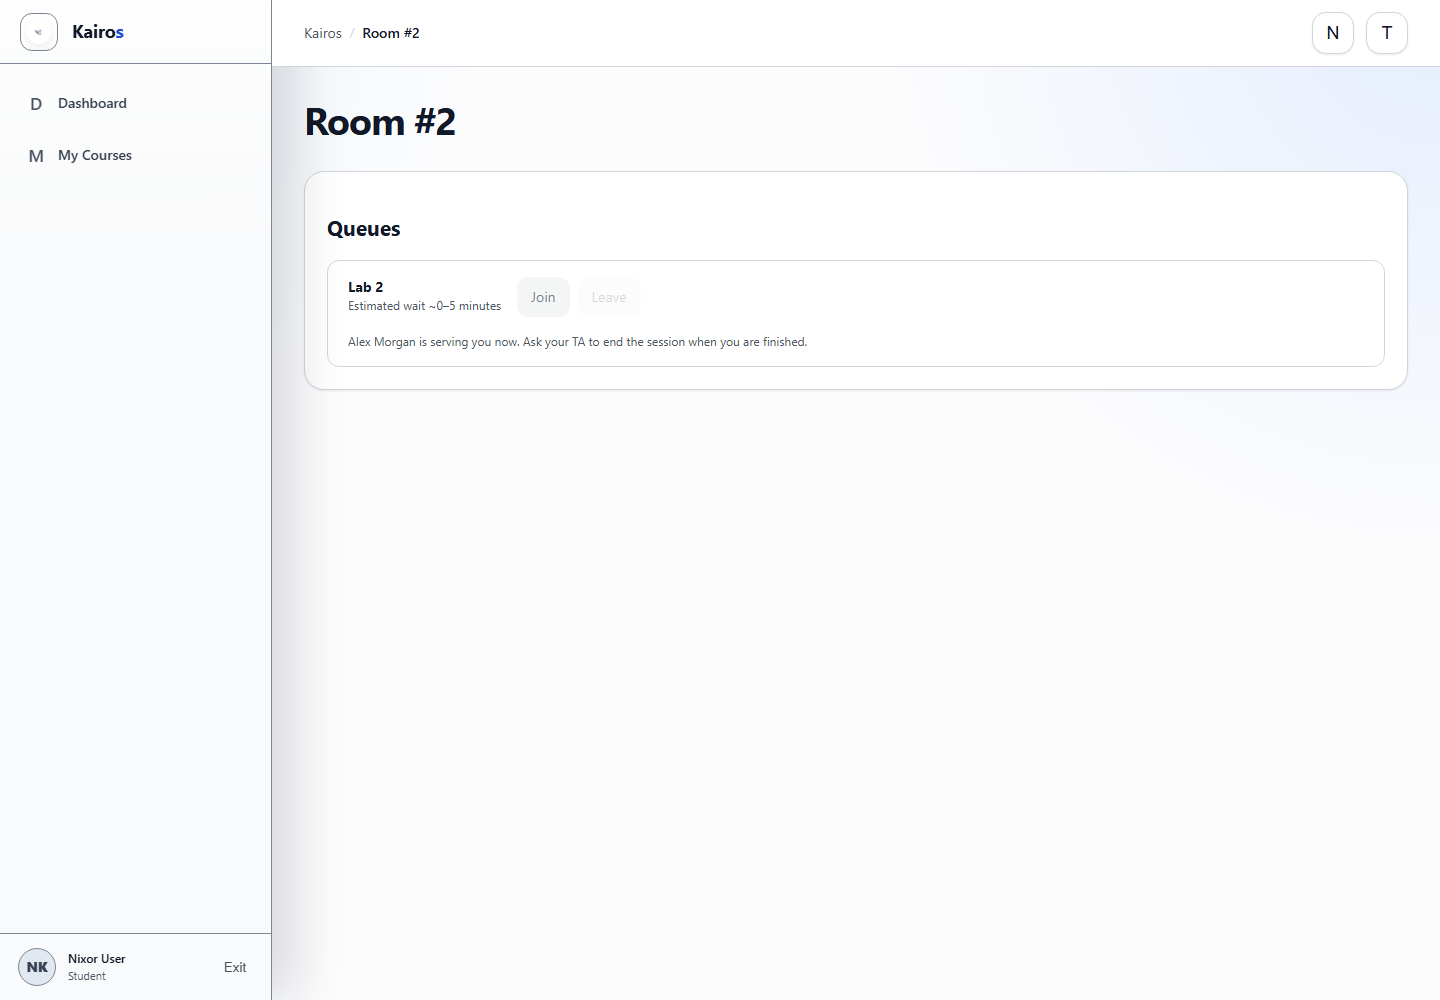 Kairos
Kairos / Room #2
N
T
D Dashboard
M My Courses
Room #2
Queues
Lab 2
Estimated wait ~0–5 minutes
Join
Leave
Alex Morgan is serving you now. Ask your TA to end the session when you are finished.
NK
Nixor User
Student
Exit